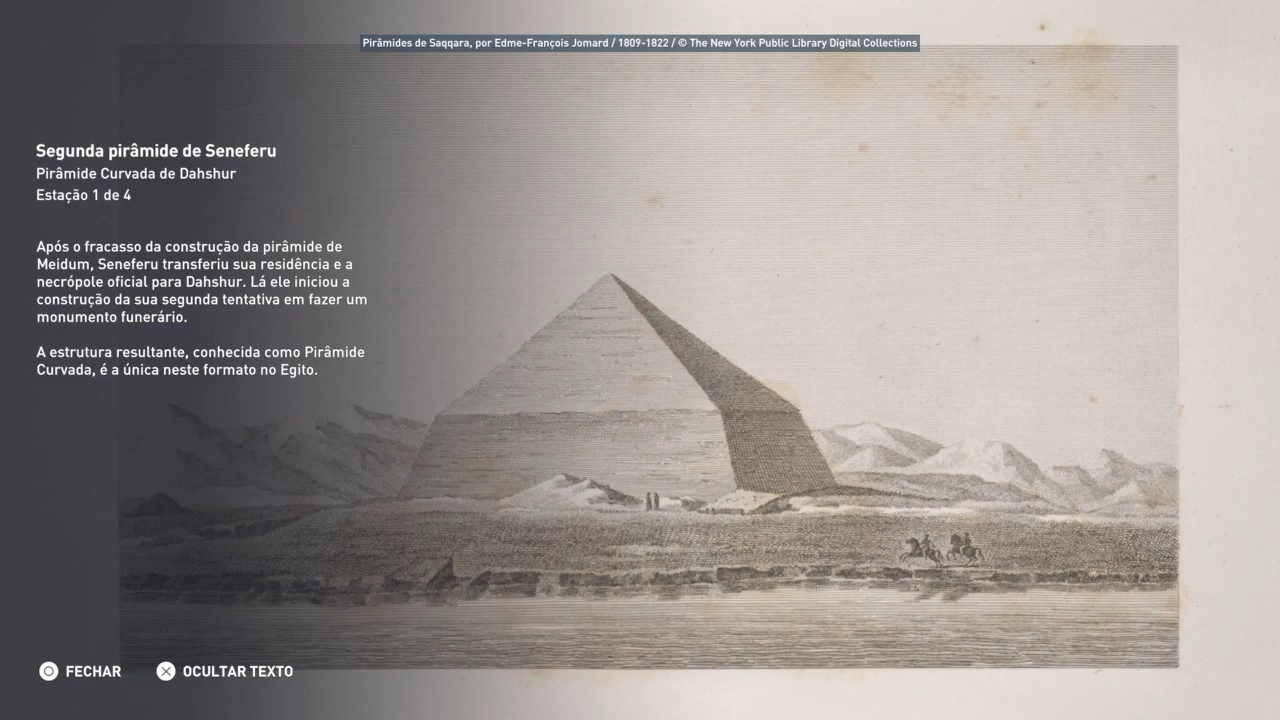 Pirâmides de Saqqara, por Edme-François Jomard / 1809-1822 / © The New York Public Library Digital Collections
Segunda pirâmide de Seneferu
Pirâmide Curvada de Dahshur
Estação 1 de 4
Após o fracasso da construção da pirâmide de
Meidum, Seneferu transferiu sua residência e a
necrópole oficial para Dahshur. Lá ele iniciou a
construção da sua segunda tentativa em fazer um
monumento funerário.
A estrutura resultante, conhecida como Pirâmide
Curvada, é a única neste formato no Egito.
FECHAR
OCULTAR TEXTO